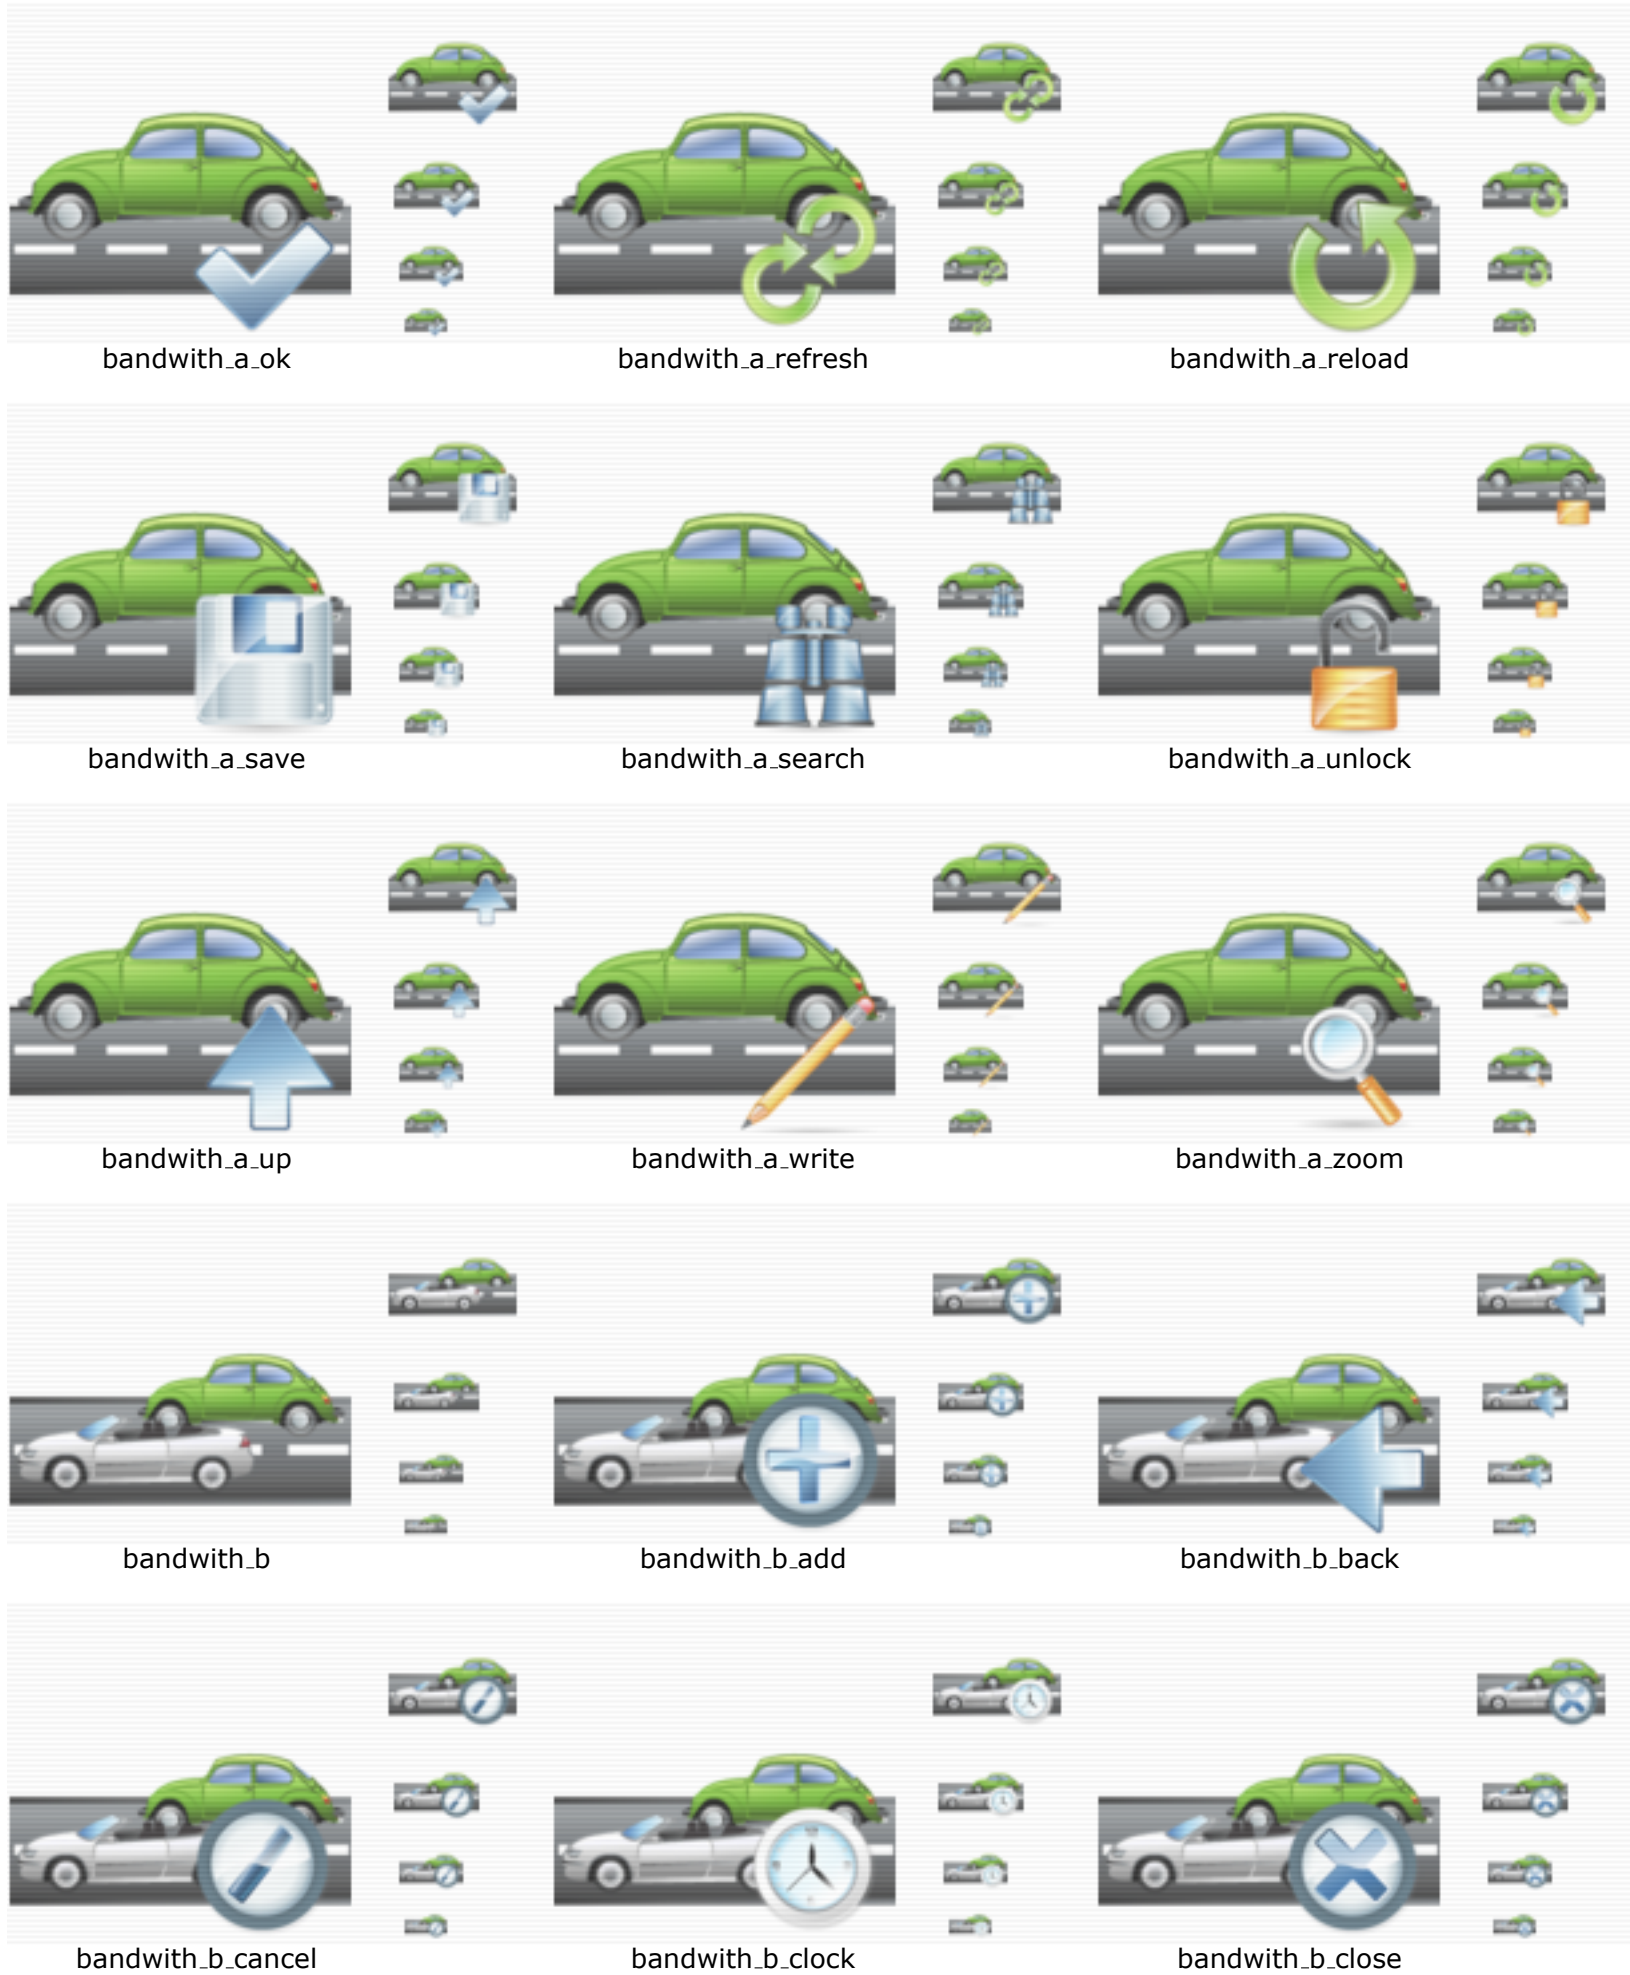 bandwith_a_ok
bandwith_a_refresh
bandwith_a_reload
bandwith_a_save
bandwith_a_search
bandwith_a_unlock
bandwith_a_up
bandwith_a_write
bandwith_a_zoom
bandwith_b
bandwith_b_add
bandwith_b_back
bandwith_b_cancel
bandwith_b_clock
bandwith_b_close